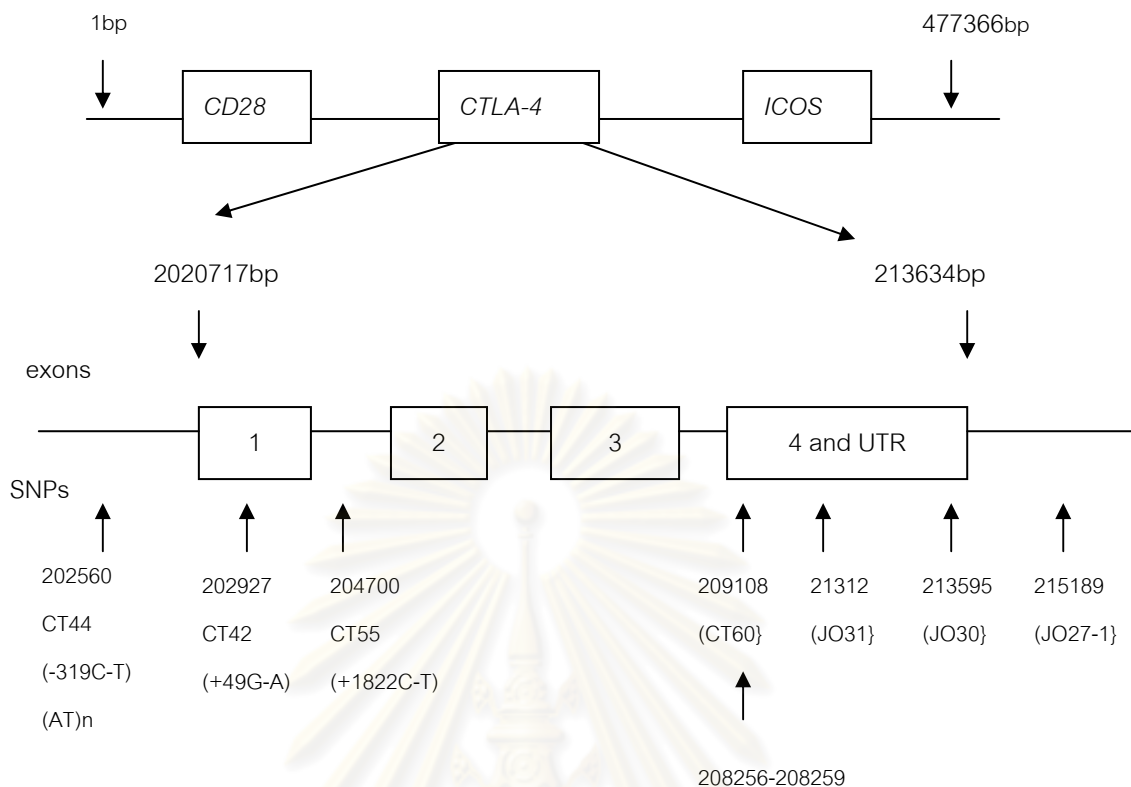 1bp 477366bp
CD28 CTLA-4 ICOS
2020717bp 213634bp
exons
1 2 3 4 and UTR
SNPs
202560 202927 204700 209108 21312 213595 215189
CT44 CT42 CT55 (CT60} (JO31} (JO30} (JO27-1}
(-319C-T) (+49G-A) (+1822C-T)
(AT)n
208256-208259